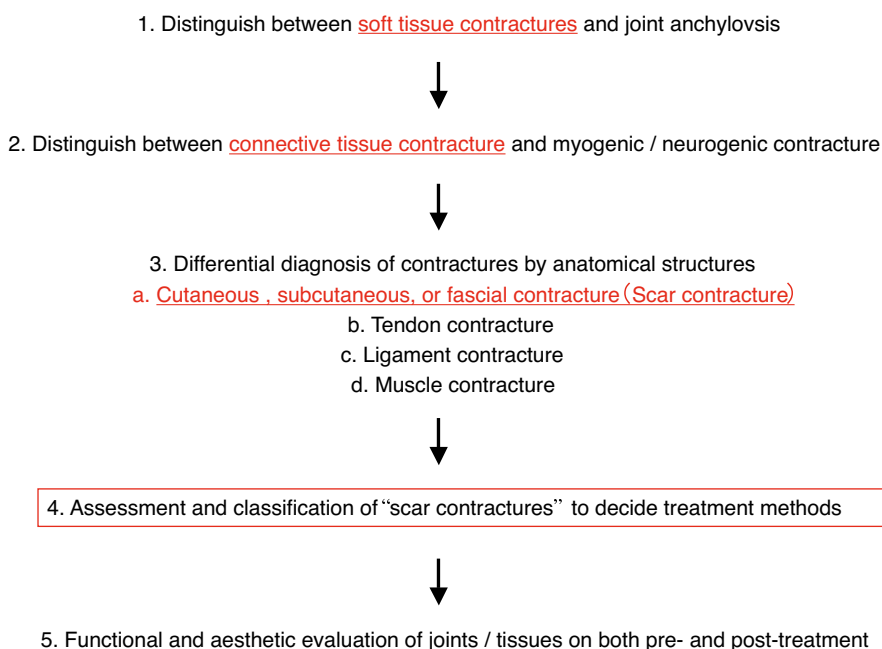 1. Distinguish between soft tissue contractures and joint anchylovsis
2. Distinguish between connective tissue contracture and myogenic / neurogenic contracture
3. Differential diagnosis of contractures by anatomical structures
a. Cutaneous , subcutaneous, or fascial contracture（Scar contracture）
b. Tendon contracture
c. Ligament contracture
d. Muscle contracture
4. Assessment and classification of “scar contractures” to decide treatment methods
5. Functional and aesthetic evaluation of joints / tissues on both pre- and post-treatment